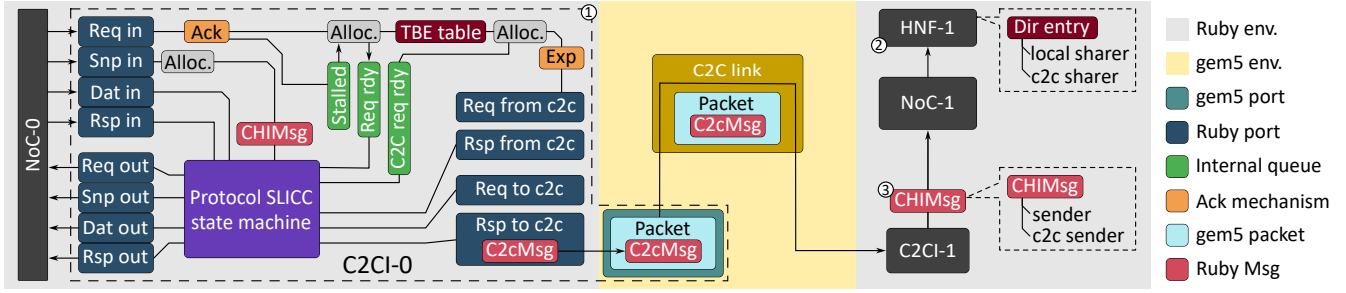 NoC-0
Req in
Snp in
Dat in
Rsp in
Req out
Snp out
Dat out
Rsp out
Ack
Alloc.
CHIMsg
Protocol SLICC
state machine
C2CI-0
Alloc.
TBE table
Alloc.
Exp
Stalled
Req rdy
C2C req rdy
Req from c2c
Rsp from c2c
Req to c2c
Rsp to c2c
C2cMsg
1
Packet
C2cMsg
C2C link
Packet
C2cMsg
HNF-1
2
NoC-1
3
CHIMsg
C2CI-1
Dir entry
local sharer
c2c sharer
CHIMsg
sender
c2c sender
Ruby env.
gem5 env.
gem5 port
Ruby port
Internal queue
Ack mechanism
gem5 packet
Ruby Msg